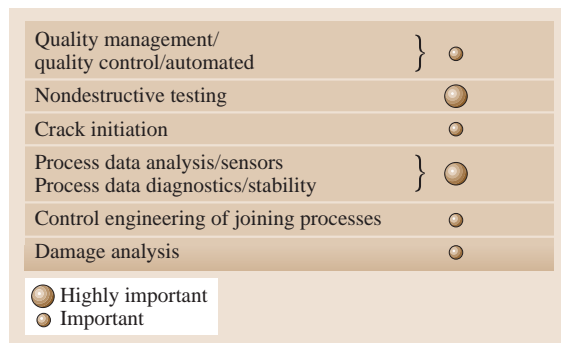 Quality management/
quality control/automated
Nondestructive testing
Crack initiation
Process data analysis/sensors
Process data diagnostics/stability
Control engineering of joining processes
Damage analysis
Highly important
Important